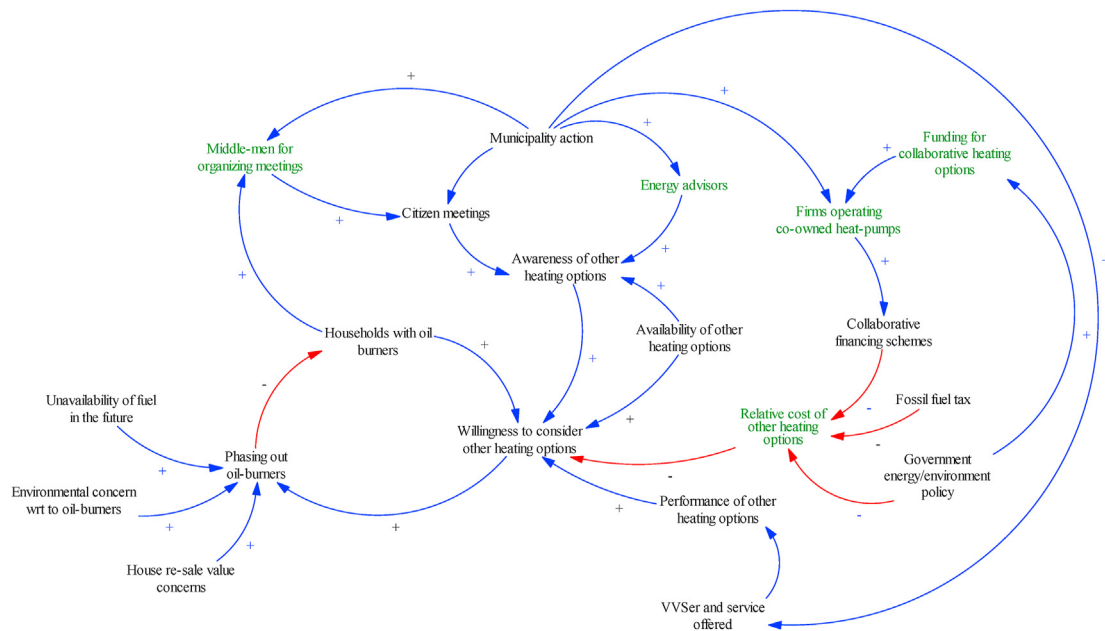 +
+
+
Municipality action
Middle-men for
organizing meetings
Funding for
collaborative heating
options
+
Energy advisors
Citizen meetings
+
Firms operating
co-owned heat-pumps
+
+
Awareness of other
heating options
+
+
+
+
+
Households with oil
burners
Availability of other
heating options
Collaborative
financing schemes
+
+
+
-
Unavailability of fuel
in the future
Fossil fuel tax
-
Relative cost of
other heating
options
+
-
Willingness to consider
other heating options
Phasing out
oil-burners
Government
energy/environment
policy
+
-
Environmental concern
wrt to oil-burners
Performance of other
heating options
+
+
+
-
+
House re-sale value
concerns
VVSer and service
offered